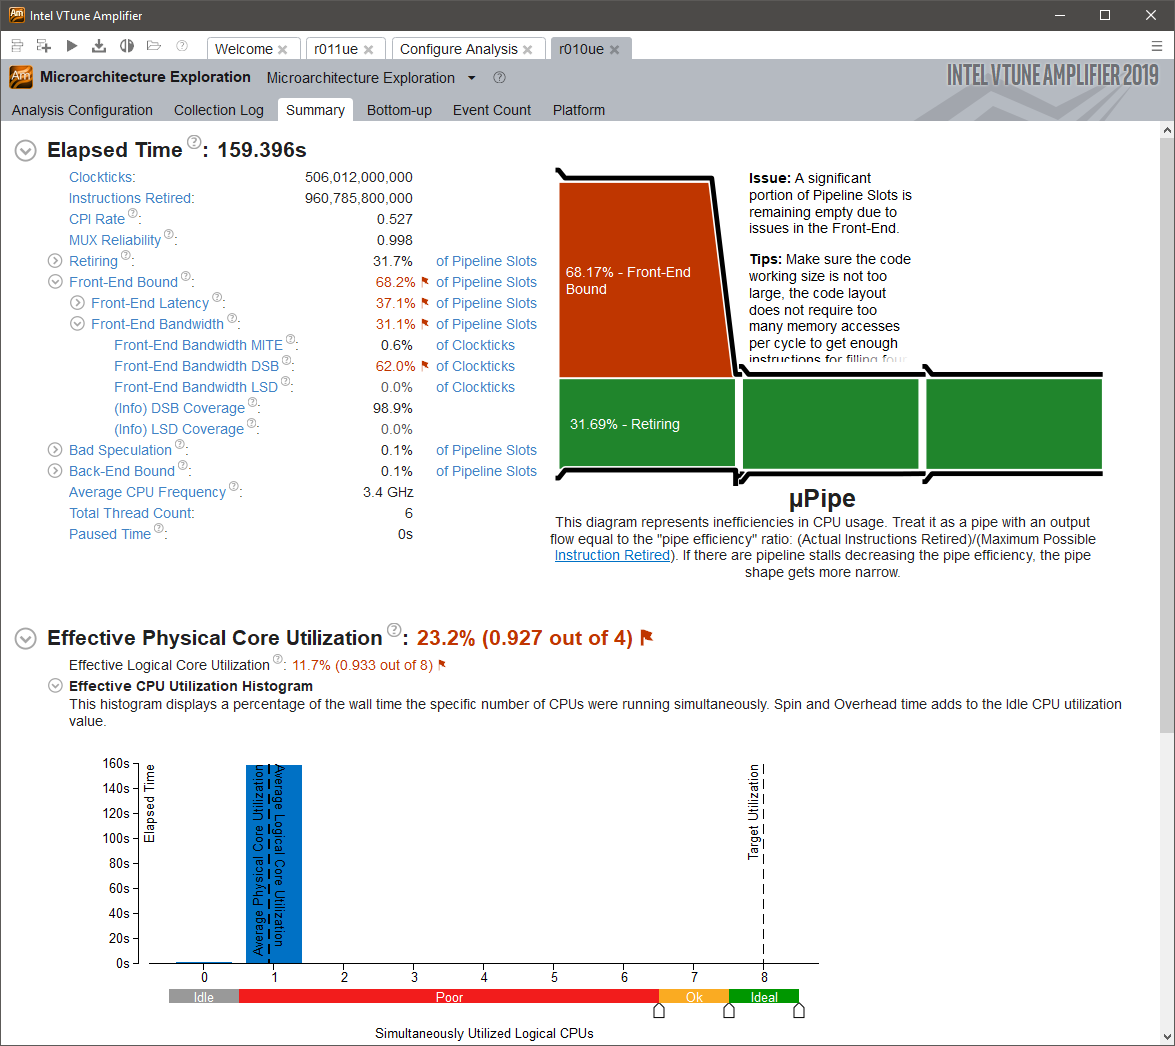 Intel VTune Amplifier
Welcome
r011ue
Configure Analysis
r010ue
Microarchitecture Exploration Microarchitecture Exploration
INTEL VTUNE AMPLIFIER 2019
Analysis Configuration Collection Log Summary Bottom-up Event Count Platform
Elapsed Time ?: 159.396s
Clockticks: 506,012,000,000
Instructions Retired: 960,785,800,000
CPI Rate ?: 0.527
MUX Reliability ?: 0.998
Retiring ?: 31.7% of Pipeline Slots
Front-End Bound ?: 68.2% of Pipeline Slots
Front-End Latency ?: 37.1% of Pipeline Slots
Front-End Bandwidth ?: 31.1% of Pipeline Slots
Front-End Bandwidth MITE ?: 0.6% of Clockticks
Front-End Bandwidth DSB ?: 62.0% of Clockticks
Front-End Bandwidth LSD ?: 0.0% of Clockticks
(Info) DSB Coverage ?: 98.9%
(Info) LSD Coverage ?: 0.0%
Bad Speculation ?: 0.1% of Pipeline Slots
Back-End Bound ?: 0.1% of Pipeline Slots
Average CPU Frequency ?: 3.4 GHz
Total Thread Count: 6
Paused Time ?: 0s
68.17% - Front-End
Bound
31.69% - Retiring
Issue: A significant
portion of Pipeline Slots is
remaining empty due to
issues in the Front-End.
Tips: Make sure the code
working size is not too
large, the code layout
does not require too
many memory accesses
per cycle to get enough
instructions for filling four
µPipe
This diagram represents inefficiencies in CPU usage. Treat it as a pipe with an output
flow equal to the "pipe efficiency" ratio: (Actual Instructions Retired)/(Maximum Possible
Instruction Retired). If there are pipeline stalls decreasing the pipe efficiency, the pipe
shape gets more narrow.
Effective Physical Core Utilization ?: 23.2% (0.927 out of 4)
Effective Logical Core Utilization ?: 11.7% (0.933 out of 8)
Effective CPU Utilization Histogram
This histogram displays a percentage of the wall time the specific number of CPUs were running simultaneously. Spin and Overhead time adds to the Idle CPU utilization
value.
160s
140s
120s
100s
80s
60s
40s
20s
0s
Elapsed Time
Average Physical Core Utilization
Average Logical Core Utilization
Target Utilization
0 1 2 3 4 5 6 7 8
Idle Poor Ok Ideal
Simultaneously Utilized Logical CPUs